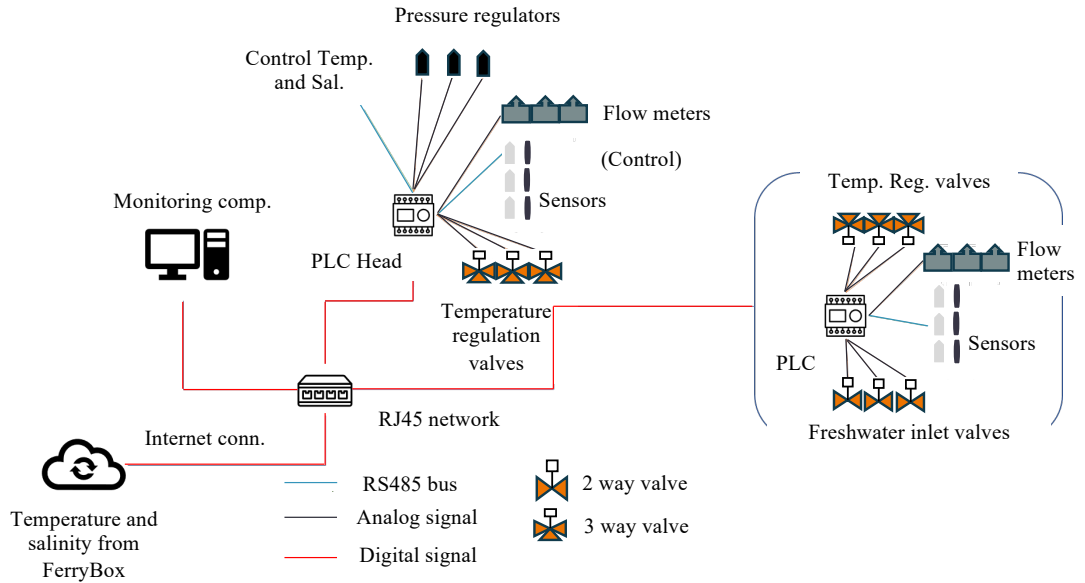 Pressure regulators
Control Temp.
and Sal.
Flow meters
(Control)
Sensors
Monitoring comp.
PLC Head
Temperature
regulation
valves
Temp. Reg. valves
Flow
meters
Sensors
PLC
Freshwater inlet valves
RJ45 network
Internet conn.
Temperature and
salinity from
FerryBox
RS485 bus
Analog signal
Digital signal
2 way valve
3 way valve